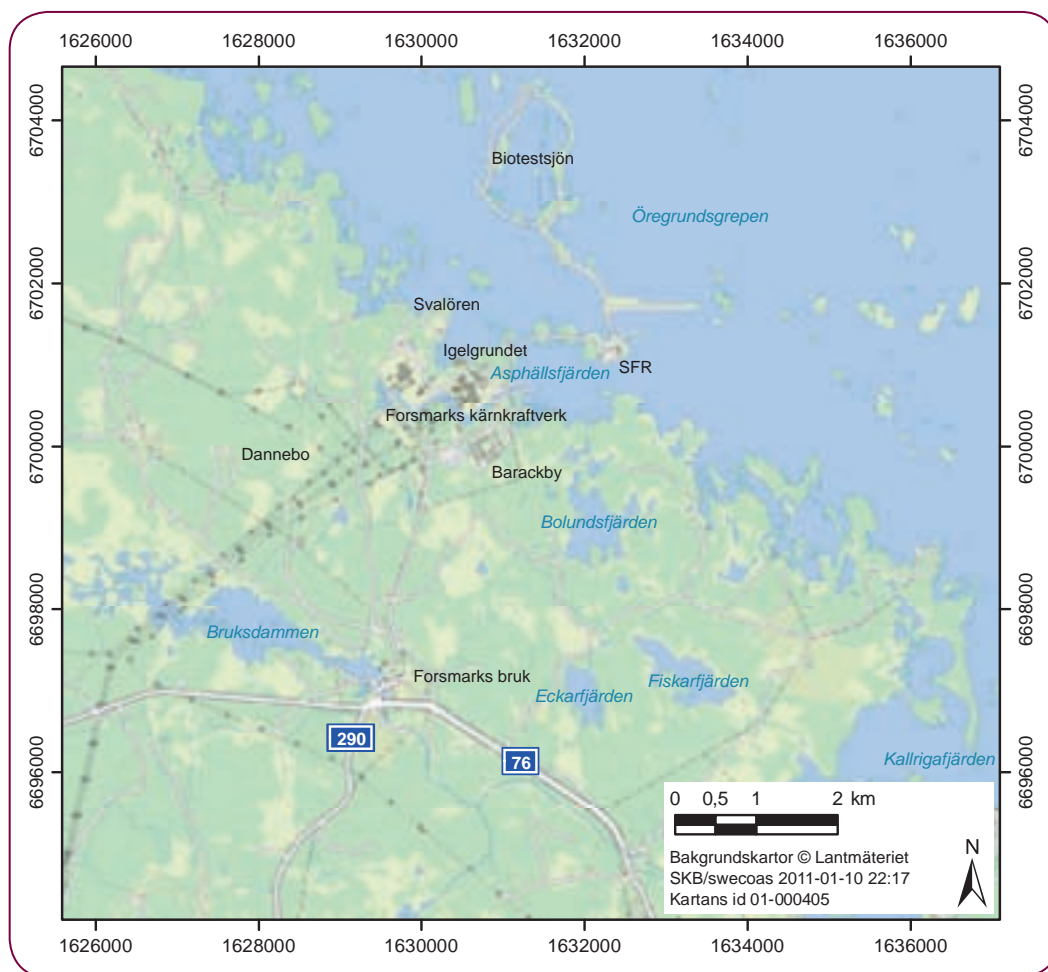 1626000 1628000 1630000 1632000 1634000 1636000
6704000
6704000
Biotestsjön
Öregrundsgrepen
6702000
6702000
Svalören
Igelgrundet
Asphällsfjärden
SFR
Forsmarks kärnkraftverk
6700000
Dannebo
6700000
Barackby
Bolundsfjärden
6698000
6698000
Bruksdammen
Forsmarks bruk
Eckarfjärden
Fiskarfjärden
290
76
Kallrigafjärden
6696000
6696000
0 0,5 1 2 km
Bakgrundskartor © Lantmäteriet
SKB/swecoas 2011-01-10 22:17
Kartans id 01-000405
N
1626000 1628000 1630000 1632000 1634000 1636000